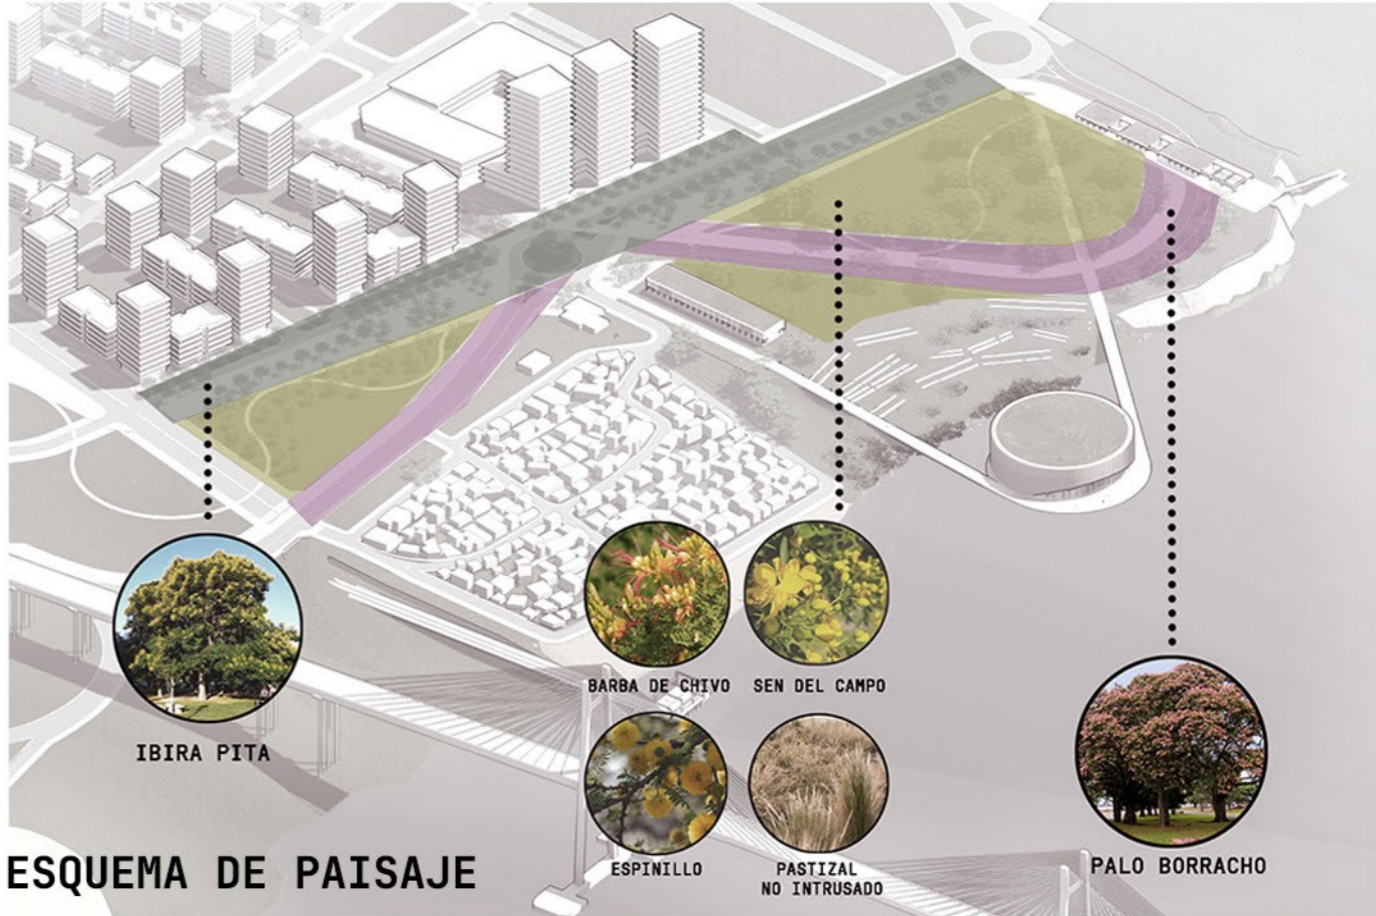 BARBA DE CHIVO
SEN DEL CAMPO
IBIRA PITA
ESPINILLO
PASTIZAL
NO INTRUSADO
PALO BORRACHO
ESQUEMA DE PAISAJE